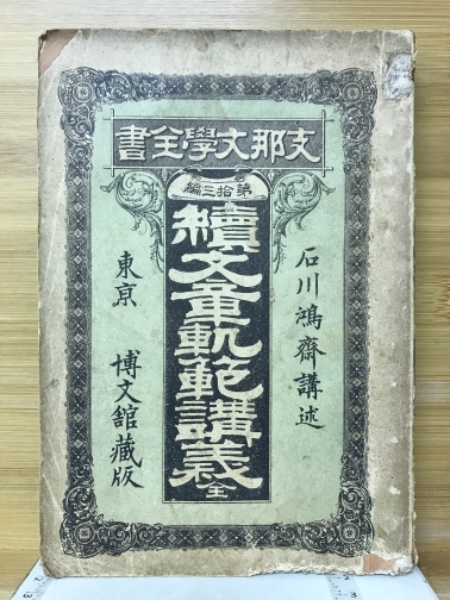 支那文學全書
第拾三編
續文章軌範講義 全
石川鴻齋講述
東京 博文舘藏版